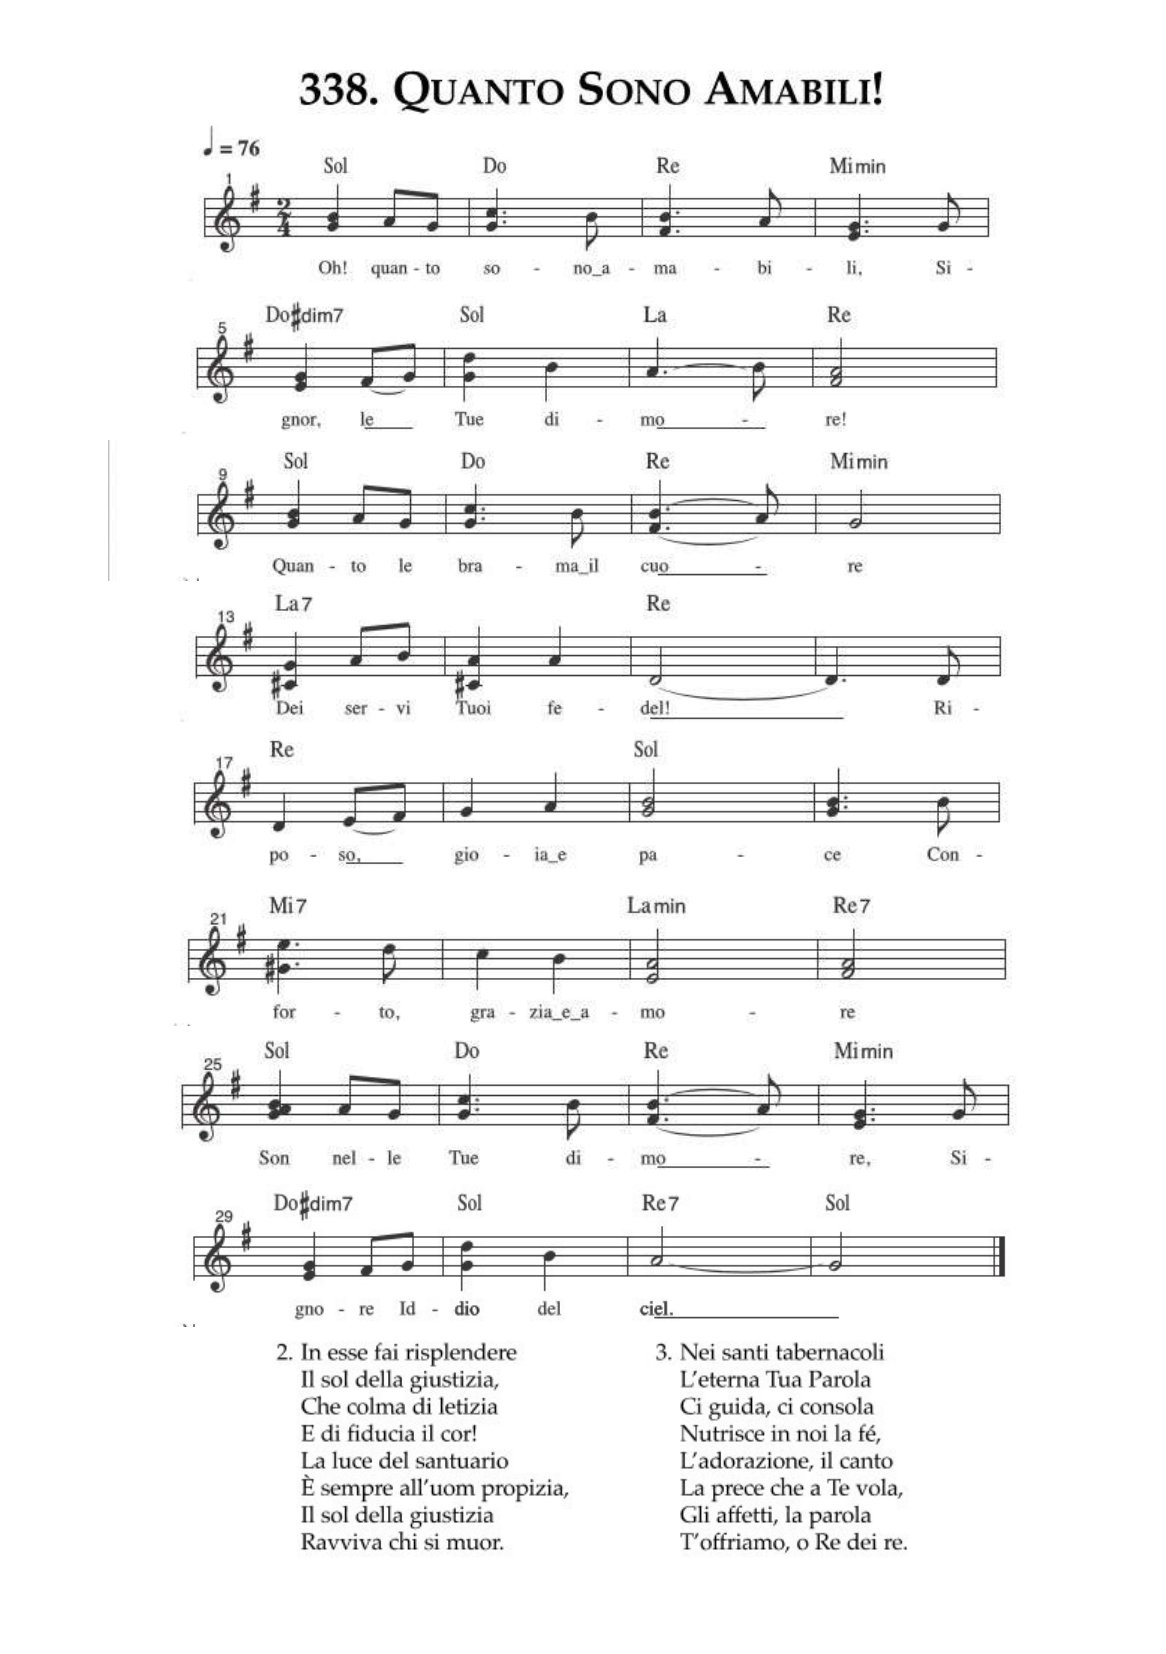 338. QUANTO SONO AMABILI!
♩ = 76
Sol Do Re Mimin
1
2/4
Oh! quan - to so - no_a - ma - bi - li, Si -
Do#dim7 Sol La Re
5
gnor, le Tue di - mo - re!
Sol Do Re Mimin
9
Quan - to le bra - ma_il cuo - re
La7 Re
13
Dei ser - vi Tuoi fe - del! Ri -
Re Sol
17
po - so, gio - ia_e pa - ce Con -
Mi7 Lamin Re7
21
for - to, gra - zia_e_a - mo - re
Sol Do Re Mimin
25
Son nel - le Tue di - mo - re, Si -
Do#dim7 Sol Re7 Sol
29
gno - re Id - dio del ciel.
2. In esse fai risplendere
Il sol della giustizia,
Che colma di letizia
E di fiducia il cor!
La luce del santuario
È sempre all'uom propizia,
Il sol della giustizia
Ravviva chi si muor.
3. Nei santi tabernacoli
L'eterna Tua Parola
Ci guida, ci consola
Nutrisce in noi la fé,
L'adorazione, il canto
La prece che a Te vola,
Gli affetti, la parola
T'offriamo, o Re dei re.